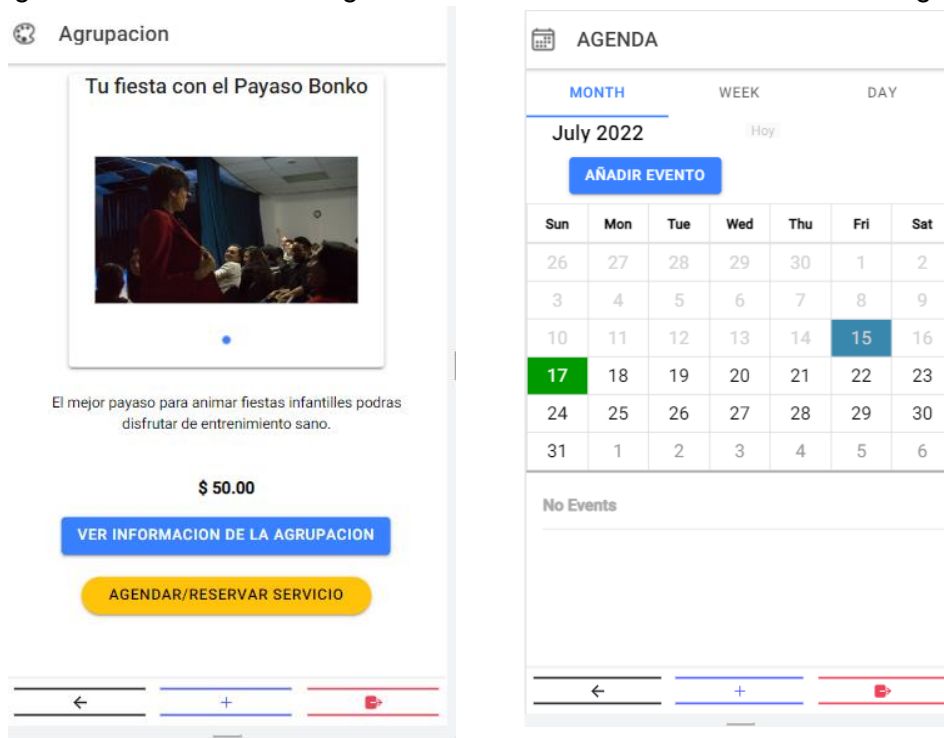 Agrupacion
Tu fiesta con el Payaso Bonko
El mejor payaso para animar fiestas infantilles podras
disfrutar de entrenimiento sano.
$ 50.00
VER INFORMACION DE LA AGRUPACION
AGENDAR/RESERVAR SERVICIO
AGENDA
MONTH WEEK DAY
July 2022 Hoy
AÑADIR EVENTO
Sun Mon Tue Wed Thu Fri Sat
26 27 28 29 30 1 2
3 4 5 6 7 8 9
10 11 12 13 14 15 16
17 18 19 20 21 22 23
24 25 26 27 28 29 30
31 1 2 3 4 5 6
No Events